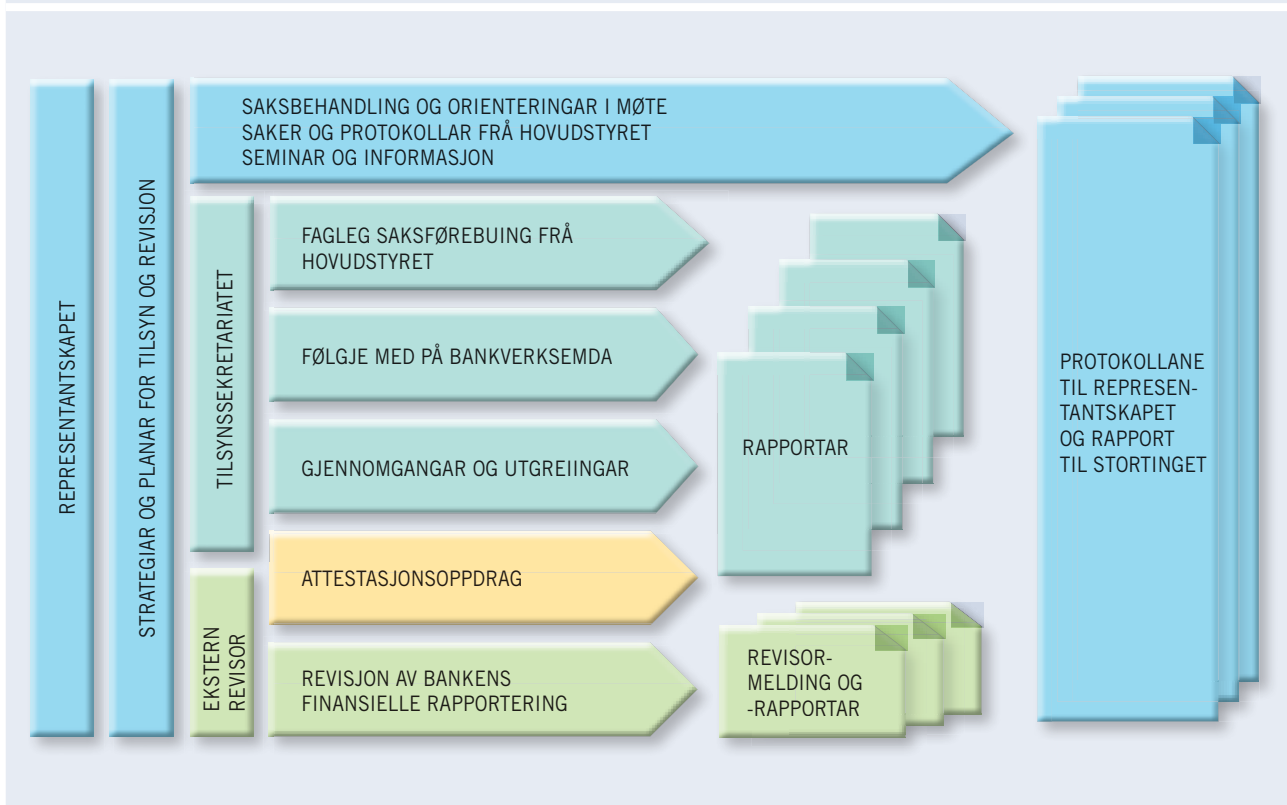 REPRESENTANTSKAPET
STRATEGIAR OG PLANAR FOR TILSYN OG REVISJON
SAKSBEHANDLING OG ORIENTERINGAR I MØTE
SAKER OG PROTOKOLLAR FRÅ HOVUDSTYRET
SEMINAR OG INFORMASJON
TILSYNSSEKRETARIATET
FAGLEG SAKSFØREBUING FRÅ
HOVUDSTYRET
FØLGJE MED PÅ BANKVERKSEMDA
GJENNOMGANGAR OG UTGREIINGAR
RAPPORTAR
ATTESTASJONSOPPDRAG
EKSTERN
REVISOR
REVISJON AV BANKENS
FINANSIELLE RAPPORTERING
REVISOR-
MELDING OG
-RAPPORTAR
PROTOKOLLANE
TIL REPRESEN-
TANTSKAPET
OG RAPPORT
TIL STORTINGET